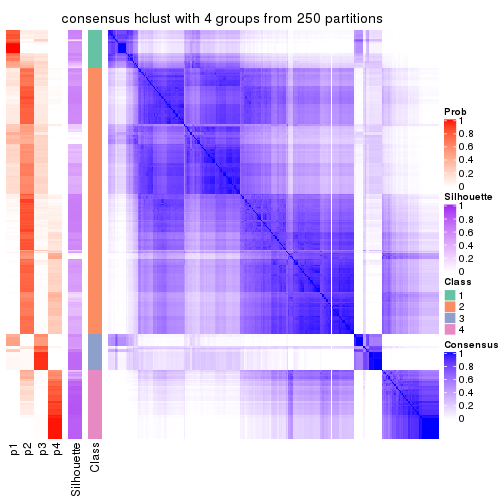 consensus hclust with 4 groups from 250 partitions
Prob
1
0.8
0.6
0.4
0.2
0
Silhouette
1
0.8
0.6
0.4
0.2
0
Class
1
2
3
4
Consensus
1
0.8
0.6
0.4
0.2
0
p1
p2
p3
p4
Silhouette
Class